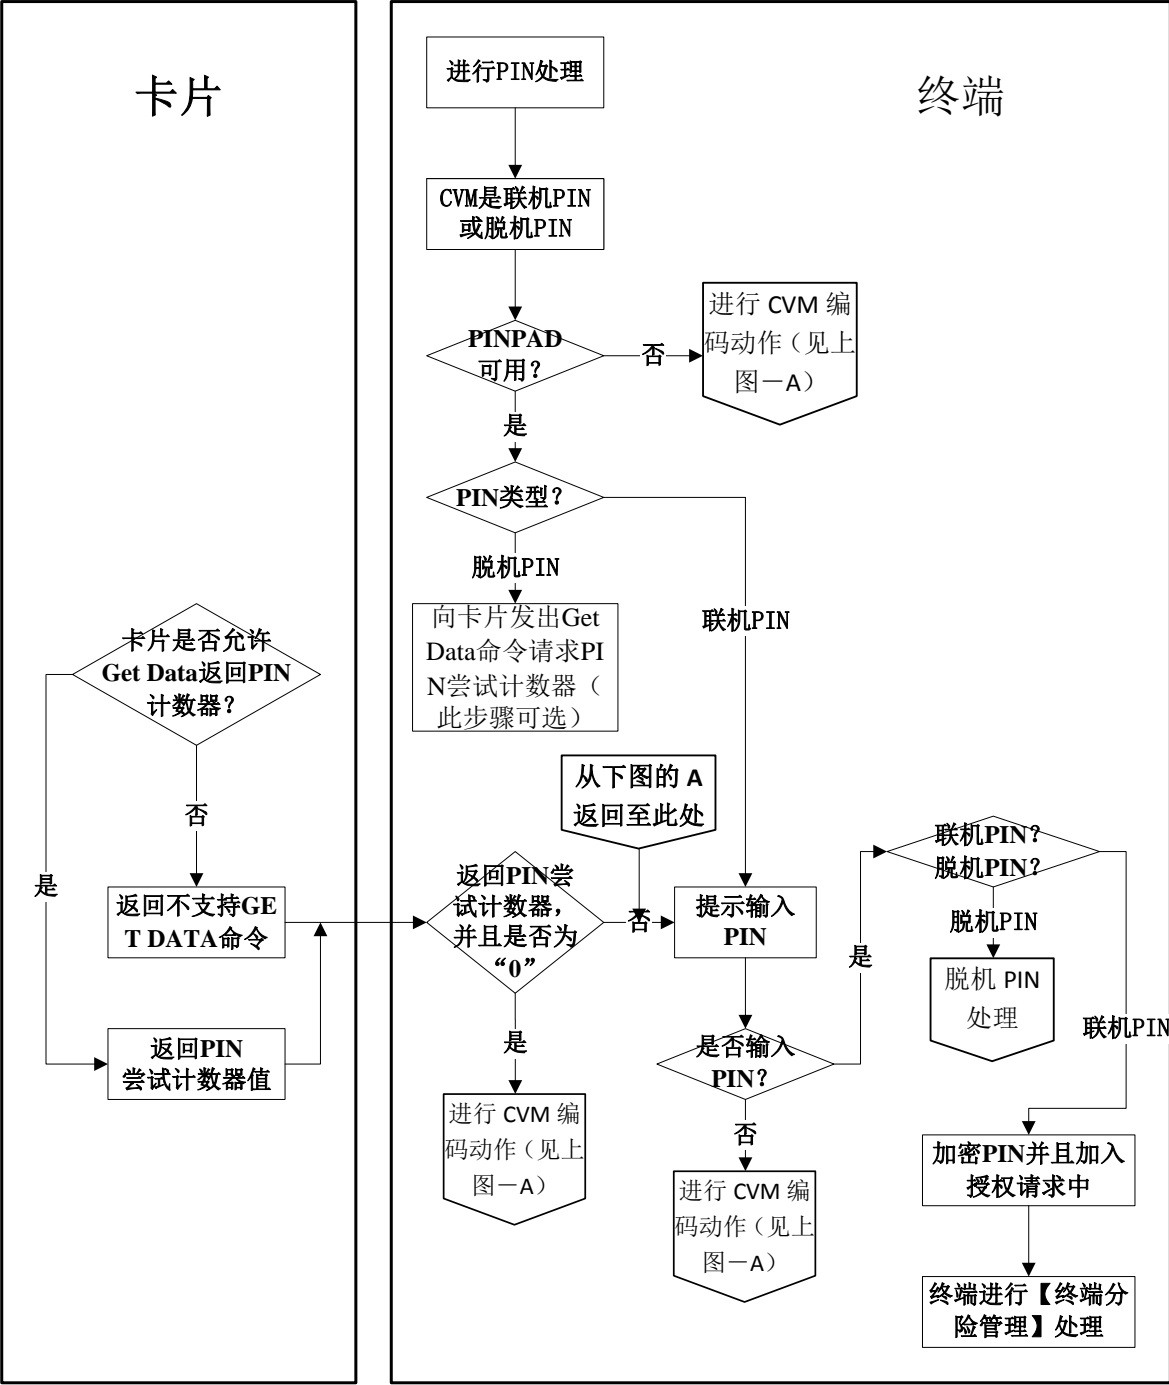 卡片
终端
进行PIN处理
CVM是联机PIN
或脱机PIN
PINPAD
可用？
否
进行 CVM 编
码动作（见上
图－A）
是
PIN类型？
脱机PIN
联机PIN
向卡片发出Get
Data命令请求PI
N尝试计数器（
此步骤可选）
卡片是否允许
Get Data返回PIN
计数器？
否
是
返回不支持GE
T DATA命令
返回PIN
尝试计数器值
从下图的 A
返回至此处
返回PIN尝
试计数器，
并且是否为
“0”
否
是
进行 CVM 编
码动作（见上
图－A）
提示输入
PIN
是否输入
PIN？
是
否
进行 CVM 编
码动作（见上
图－A）
联机PIN？
脱机PIN？
脱机PIN
脱机 PIN
处理
联机PIN
加密PIN并且加入
授权请求中
终端进行【终端分
险管理】处理